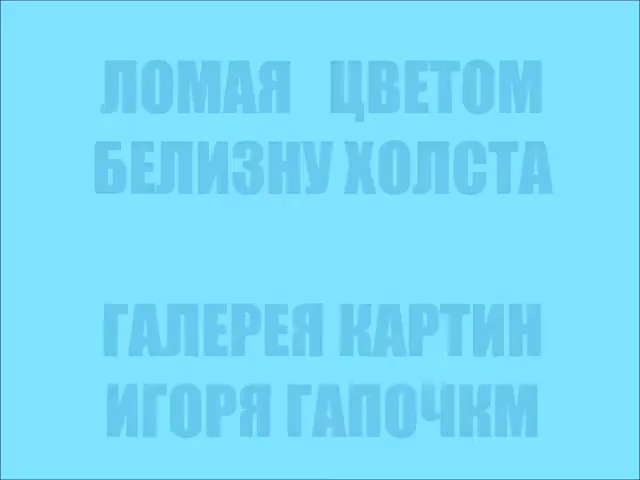 ЛОМАЯ ЦВЕТОМ
БЕЛИЗНУ ХОЛСТА
ГАЛЕРЕЯ КАРТИН
ИГОРЯ ГАПОЧКМ